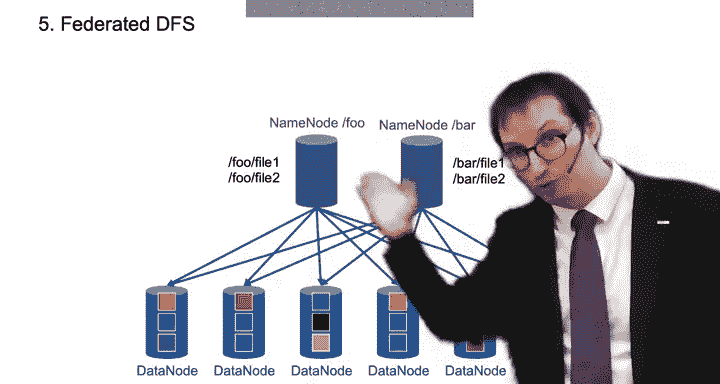 5. Federated DFS
NameNode /foo
NameNode /bar
/foo/file1
/foo/file2
/bar/file1
/bar/file2
DataNode
DataNode
DataNode
DataNode
DataNode